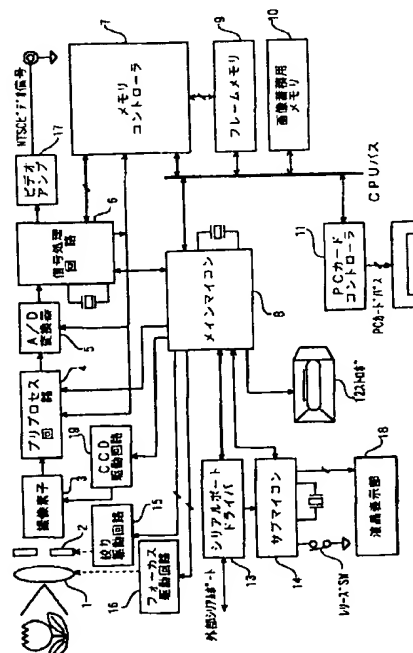 1
2
撮像素子
3
プリプロセス
回路
4
A/D
変換器
5
信号処理
回路
6
ビデオ
アンプ
17
NTSCビデオ信号
メモリ
コントローラ
7
フレームメモリ
9
画像蓄積用
メモリ
10
CPUバス
PCカード
コントローラ
11
PCカードバス
メインマイコン
8
CCD
駆動回路
19
絞り
駆動回路
15
フォーカス駆動回路
16
12ストロボ
シリアルポート
ドライバ
13
外部シリアルポート
サブマイコン
14
レリーズSW
液晶表示部
18